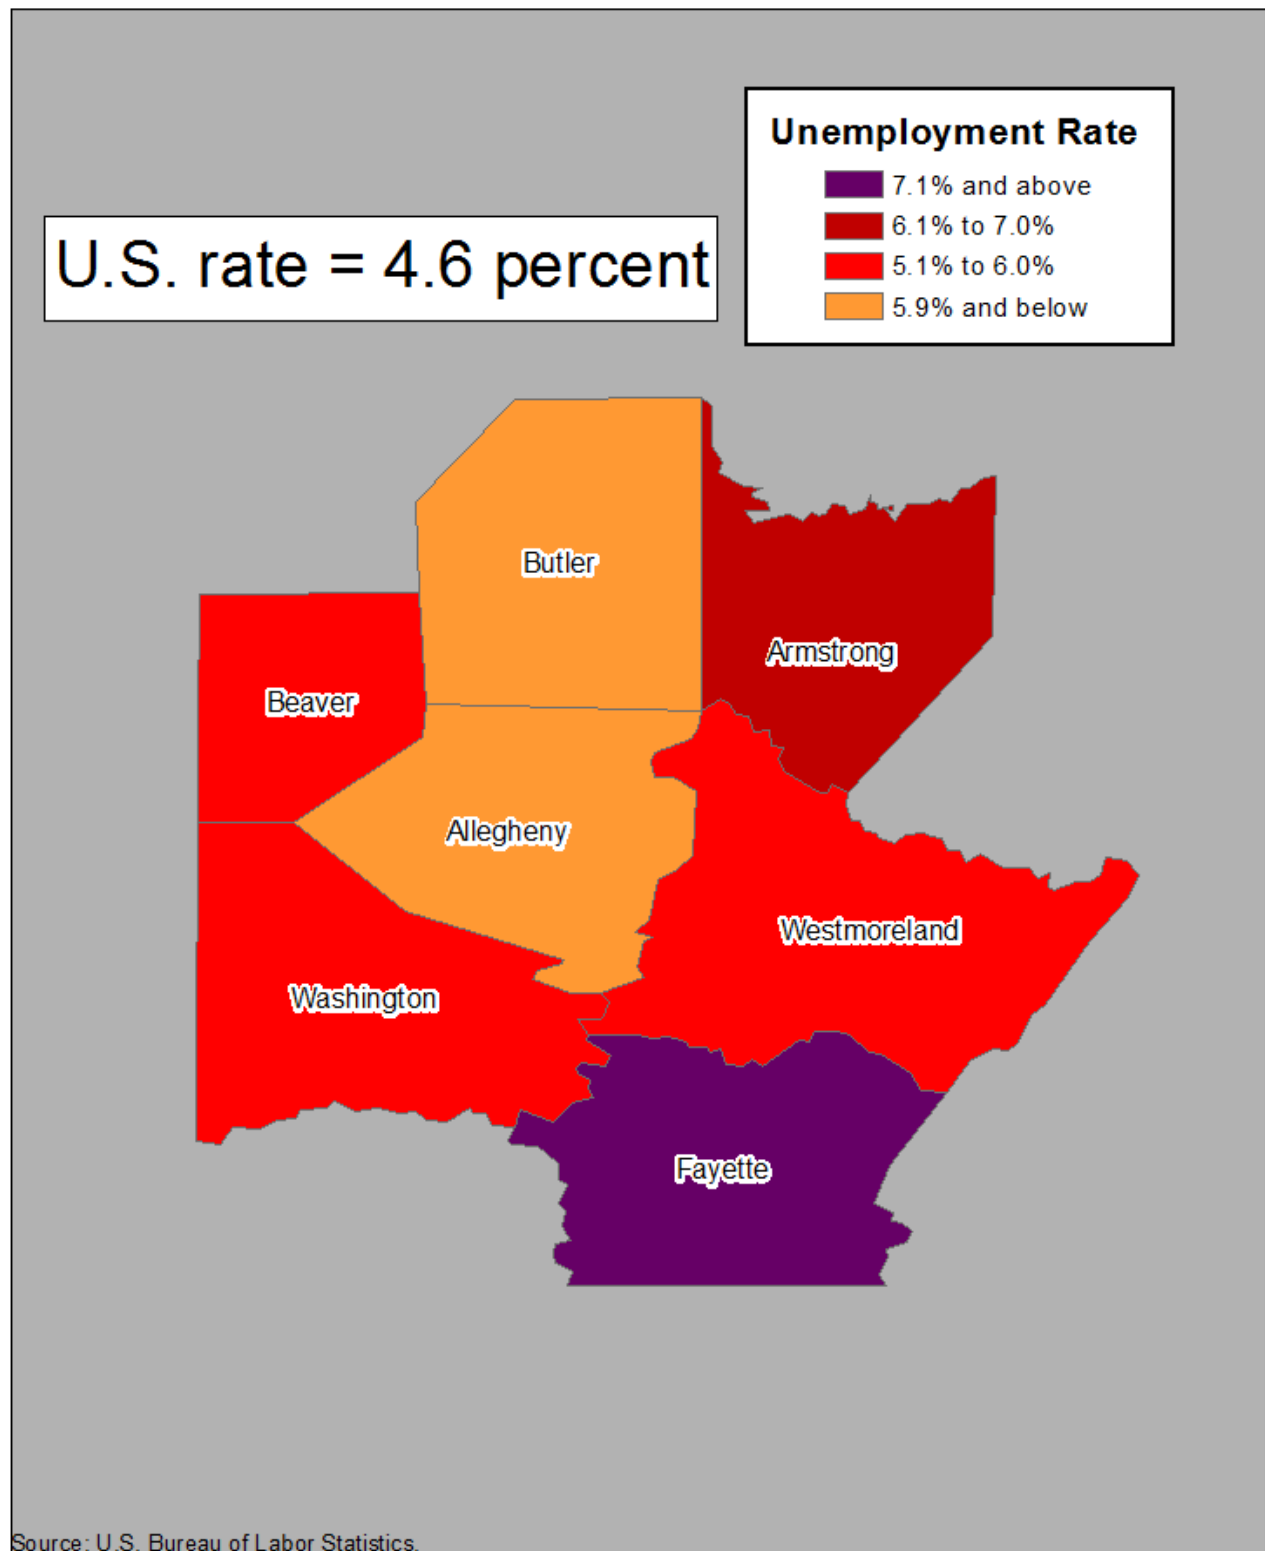 Unemployment Rate
7.1% and above
6.1% to 7.0%
5.1% to 6.0%
5.9% and below
U.S. rate = 4.6 percent
Butler
Armstrong
Beaver
Allegheny
Westmoreland
Washington
Fayette
Source: U.S. Bureau of Labor Statistics.